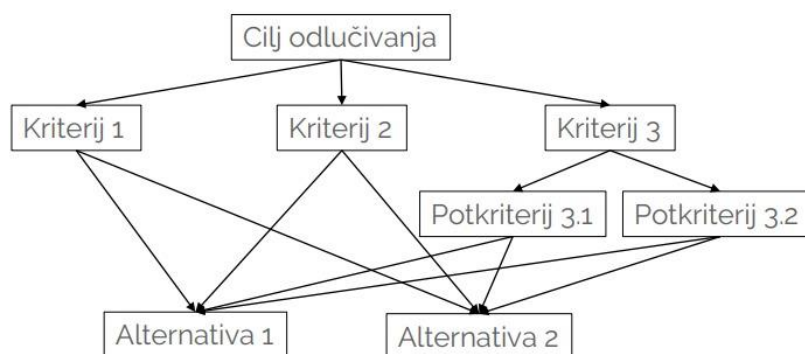 Cilj odlučivanja
Kriterij 1
Kriterij 2
Kriterij 3
Potkriterij 3.1
Potkriterij 3.2
Alternativa 1
Alternativa 2